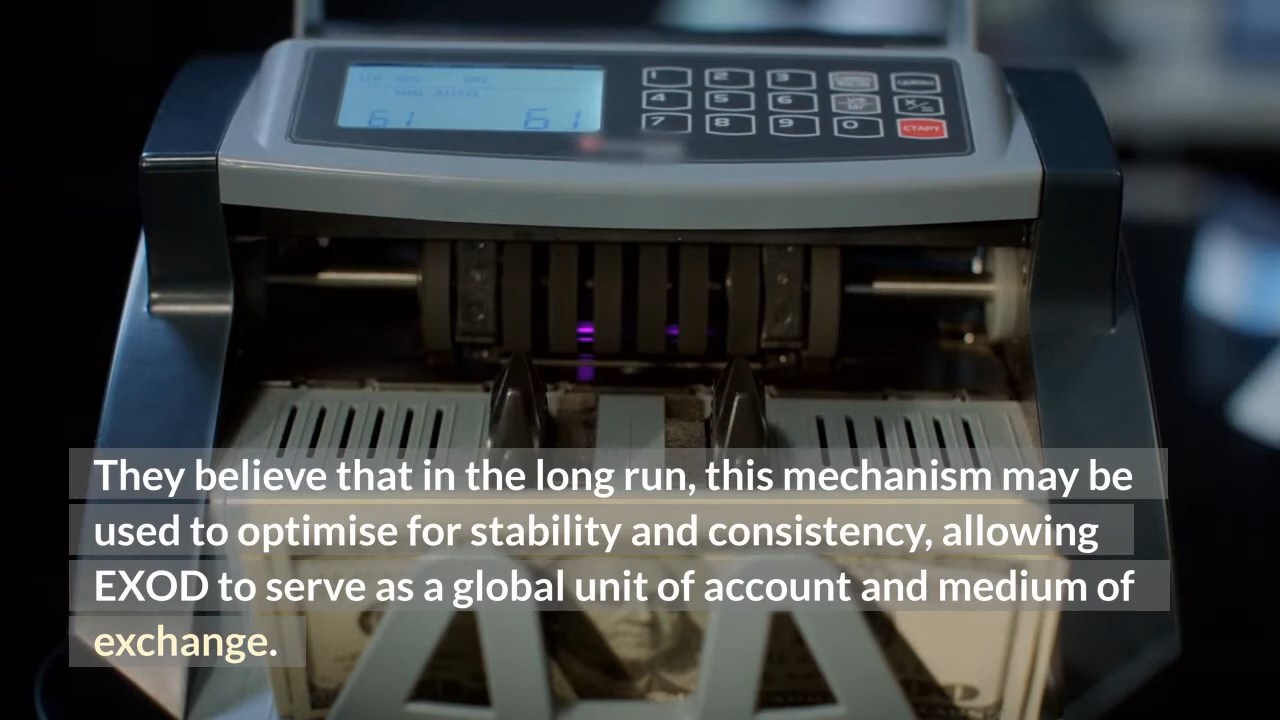 61 61
1 2 3
4 5 6
7 8 9 0 СТАРТ
They believe that in the long run, this mechanism may be
used to optimise for stability and consistency, allowing
EXOD to serve as a global unit of account and medium of
exchange.